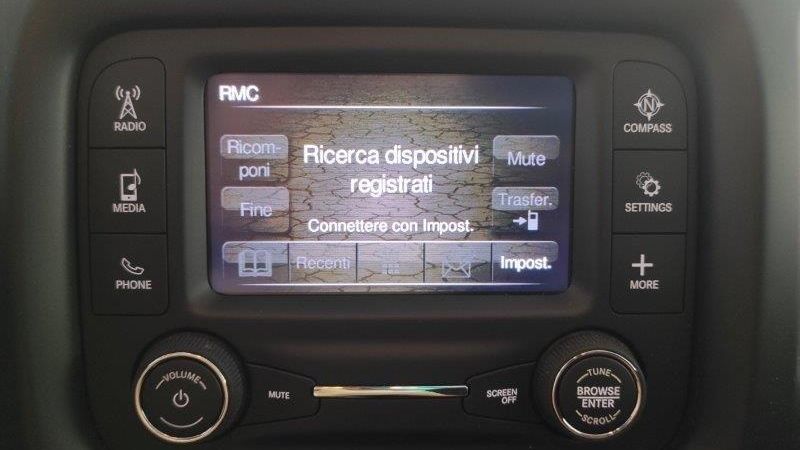 RMC
Ricom-
poni
Ricerca dispositivi
registrati
Mute
Fine
Connettere con Impost.
Trasfer.
Recenti
Impost.
RADIO
MEDIA
PHONE
N
COMPASS
SETTINGS
MORE
VOLUME
MUTE
SCREEN
OFF
TUNE
BROWSE
ENTER
SCROLL